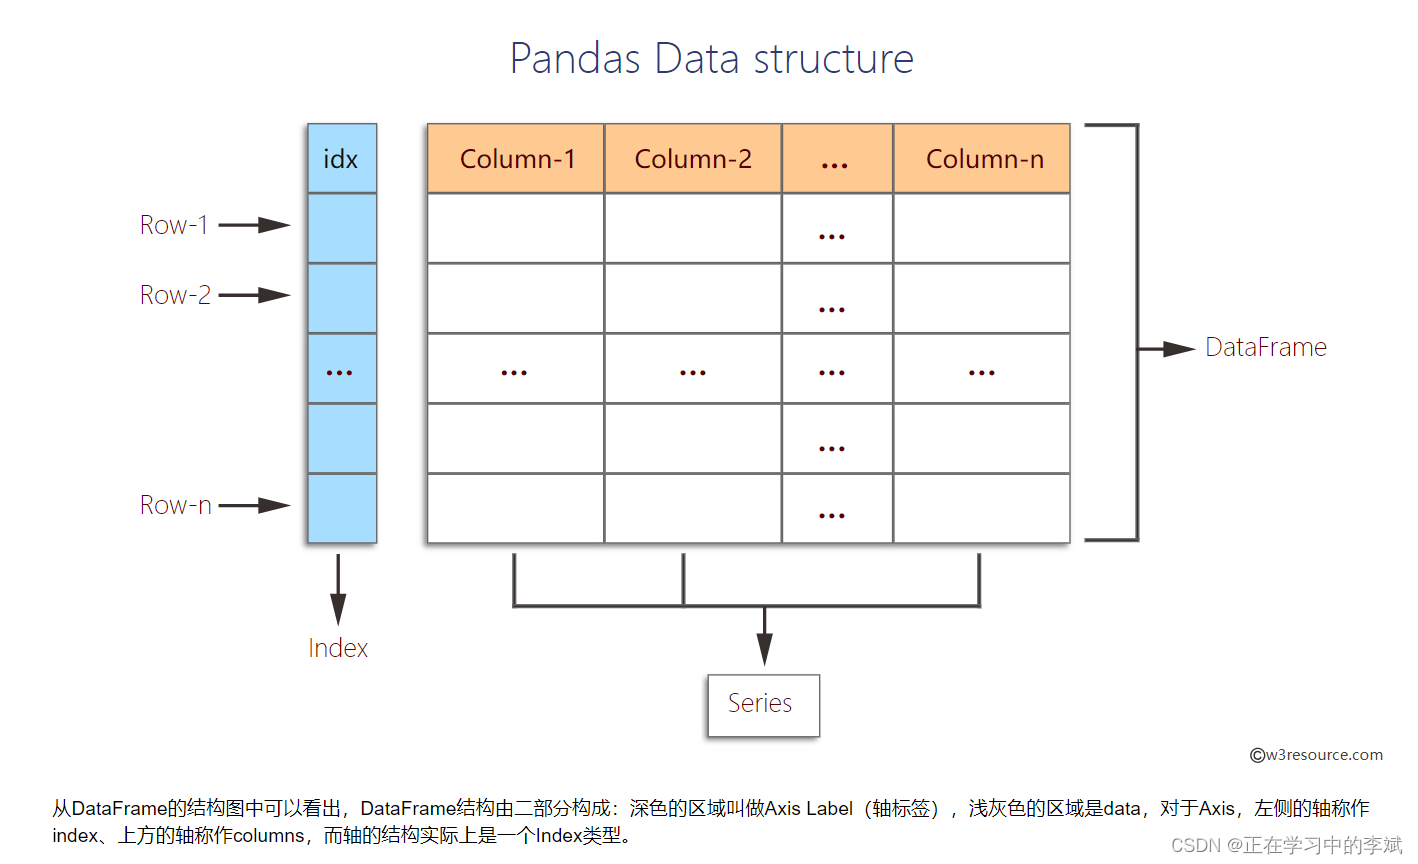 Pandas Data structure
idx
Column-1 Column-2 ... Column-n
Row-1
...
Row-2
...
... ... ... ... ...
...
Row-n
...
DataFrame
Index
Series
©w3resource.com
从DataFrame的结构图中可以看出，DataFrame结构由二部分构成：深色的区域叫做Axis Label（轴标签），浅灰色的区域是data，对于Axis，左侧的轴称作
index、上方的轴称作columns，而轴的结构实际上是一个Index类型。
CSDN @正在学习中的李斌